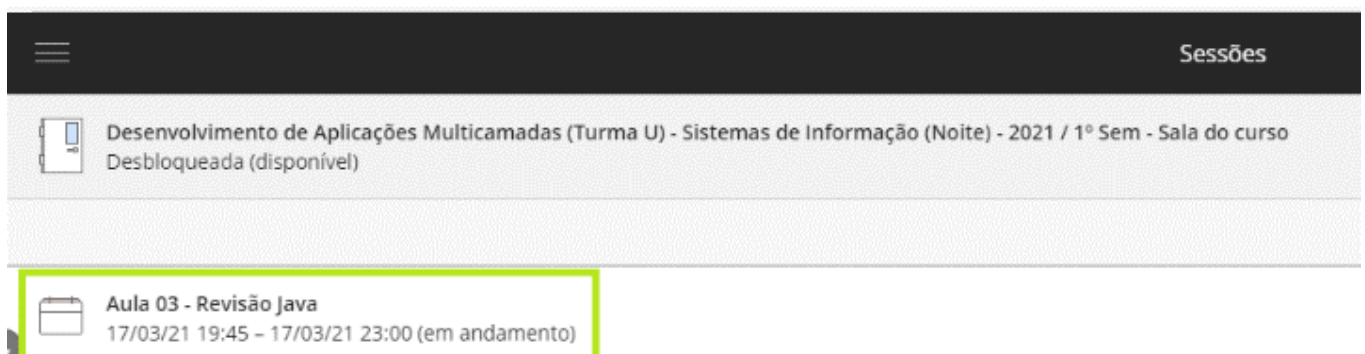 Sessões
Desenvolvimento de Aplicações Multicamadas (Turma U) - Sistemas de Informação (Noite) - 2021 / 1º Sem - Sala do curso
Desbloqueada (disponível)
Aula 03 - Revisão Java
17/03/21 19:45 – 17/03/21 23:00 (em andamento)